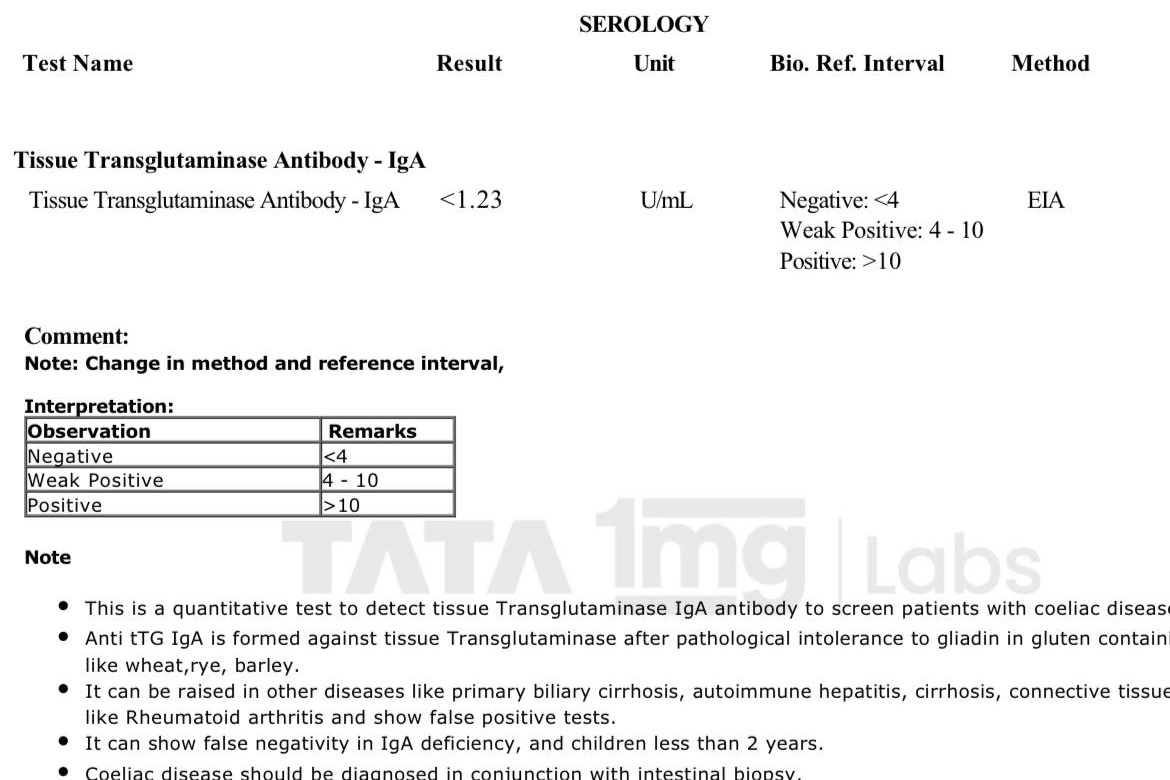 SEROLOGY
Test Name Result Unit Bio. Ref. Interval Method
Tissue Transglutaminase Antibody - IgA
Tissue Transglutaminase Antibody - IgA <1.23 U/mL Negative: <4 EIA
Weak Positive: 4 - 10
Positive: >10
Comment:
Note: Change in method and reference interval,
Interpretation:
Observation Remarks
Negative <4
Weak Positive 4 - 10
Positive >10
TATA 1mg Labs
Note
• This is a quantitative test to detect tissue Transglutaminase IgA antibody to screen patients with coeliac diseas
• Anti tTG IgA is formed against tissue Transglutaminase after pathological intolerance to gliadin in gluten contain
like wheat,rye, barley.
• It can be raised in other diseases like primary biliary cirrhosis, autoimmune hepatitis, cirrhosis, connective tissue
like Rheumatoid arthritis and show false positive tests.
• It can show false negativity in IgA deficiency, and children less than 2 years.
• Coeliac disease should be diagnosed in conjunction with intestinal biopsy.